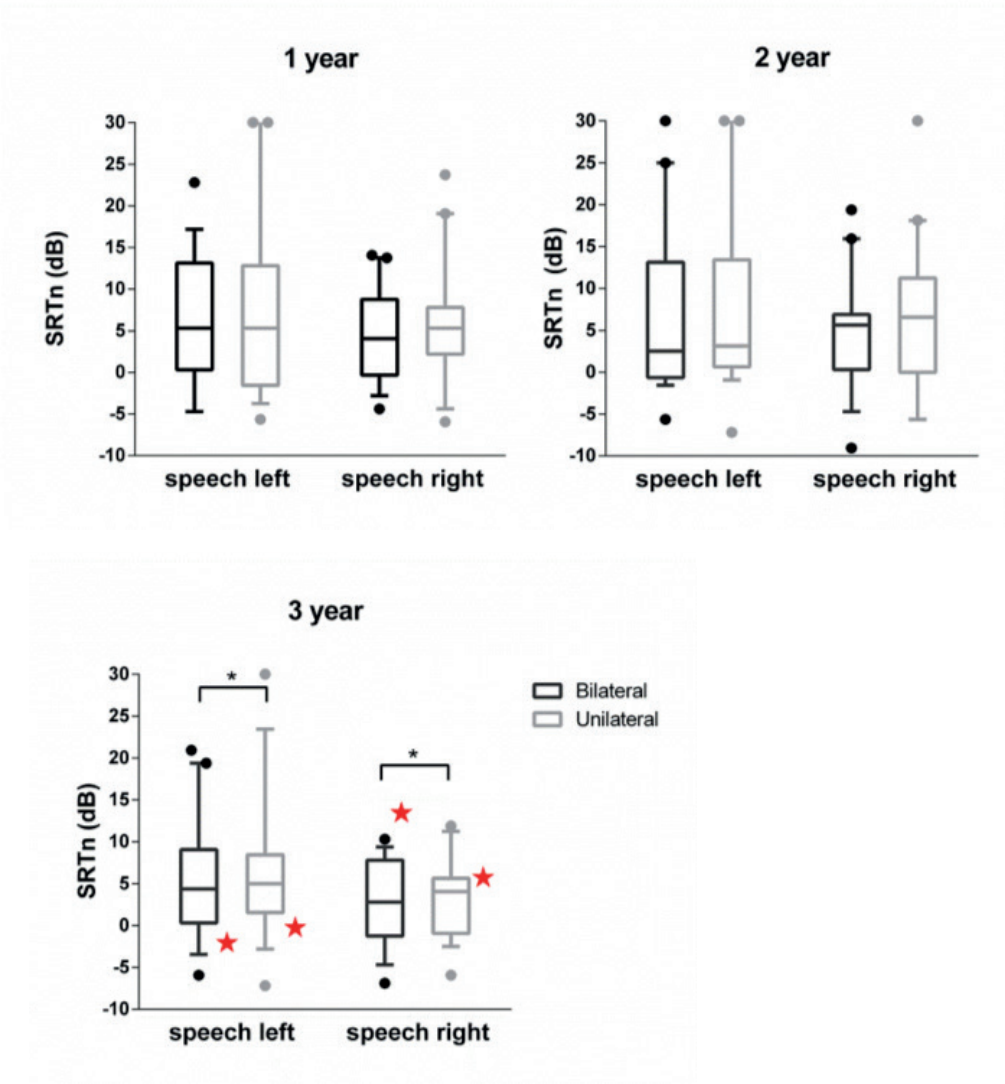 1 year
30
25
20
15
10
5
0
-5
-10
SRTn (dB)
speech left
speech right
2 year
30
25
20
15
10
5
0
-5
-10
SRTn (dB)
speech left
speech right
3 year
30
25
20
15
10
5
0
-5
-10
SRTn (dB)
*
*
speech left
speech right
Bilateral
Unilateral